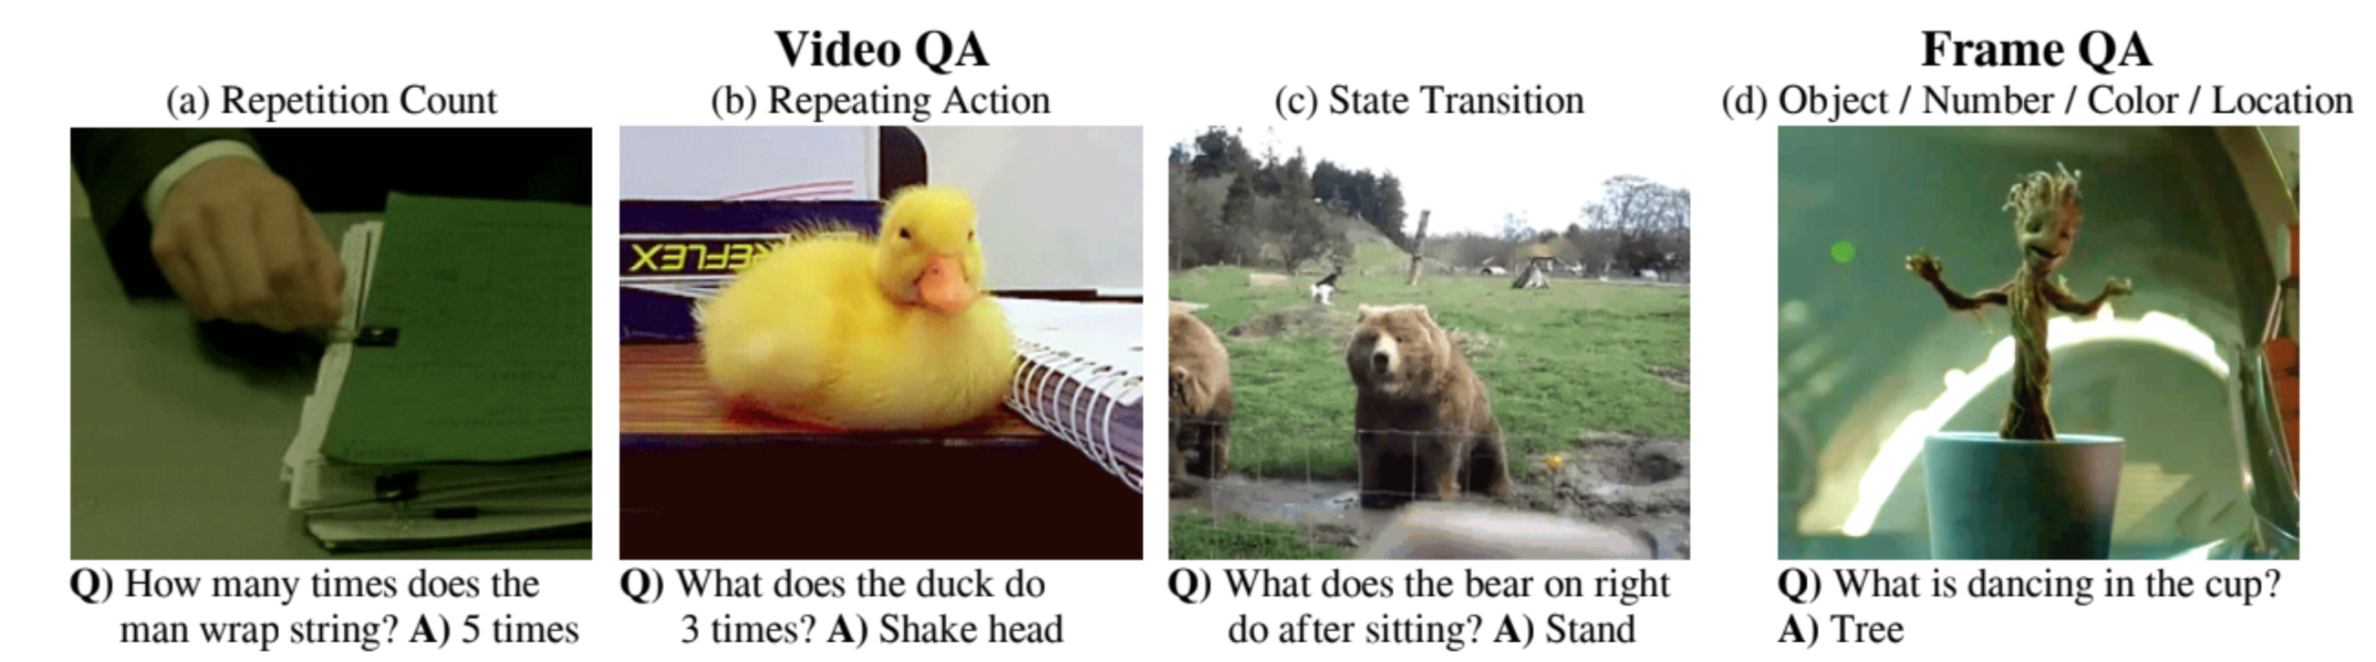 Video QA
Frame QA
(a) Repetition Count
(b) Repeating Action
(c) State Transition
(d) Object / Number / Color / Location
REFLEX
Q) How many times does the
man wrap string? A) 5 times
Q) What does the duck do
3 times? A) Shake head
Q) What does the bear on right
do after sitting? A) Stand
Q) What is dancing in the cup?
A) Tree